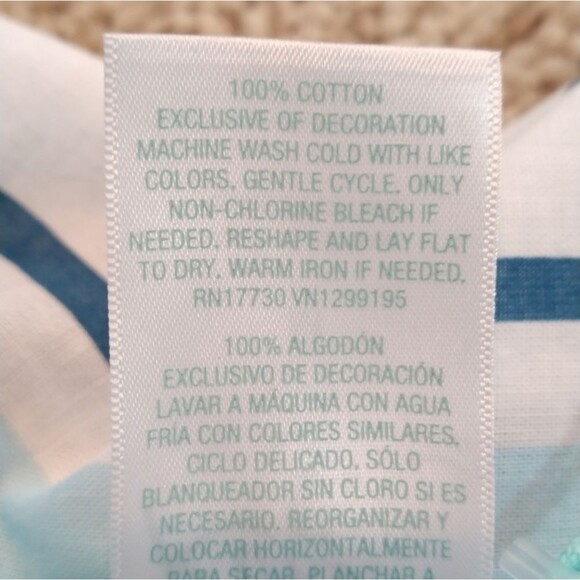 100% COTTON
EXCLUSIVE OF DECORATION
MACHINE WASH COLD WITH LIKE
COLORS. GENTLE CYCLE. ONLY
NON-CHLORINE BLEACH IF
NEEDED. RESHAPE AND LAY FLAT
TO DRY. WARM IRON IF NEEDED.
RN17730 VN1299195
100% ALGODÓN
EXCLUSIVO DE DECORACIÓN
LAVAR A MÁQUINA CON AGUA
FRÍA CON COLORES SIMILARES.
CICLO DELICADO. SÓLO
BLANQUEADOR SIN CLORO SI ES
NECESARIO. REORGANIZAR Y
COLOCAR HORIZONTALMENTE
PARA SECAR. PLANCHAR A